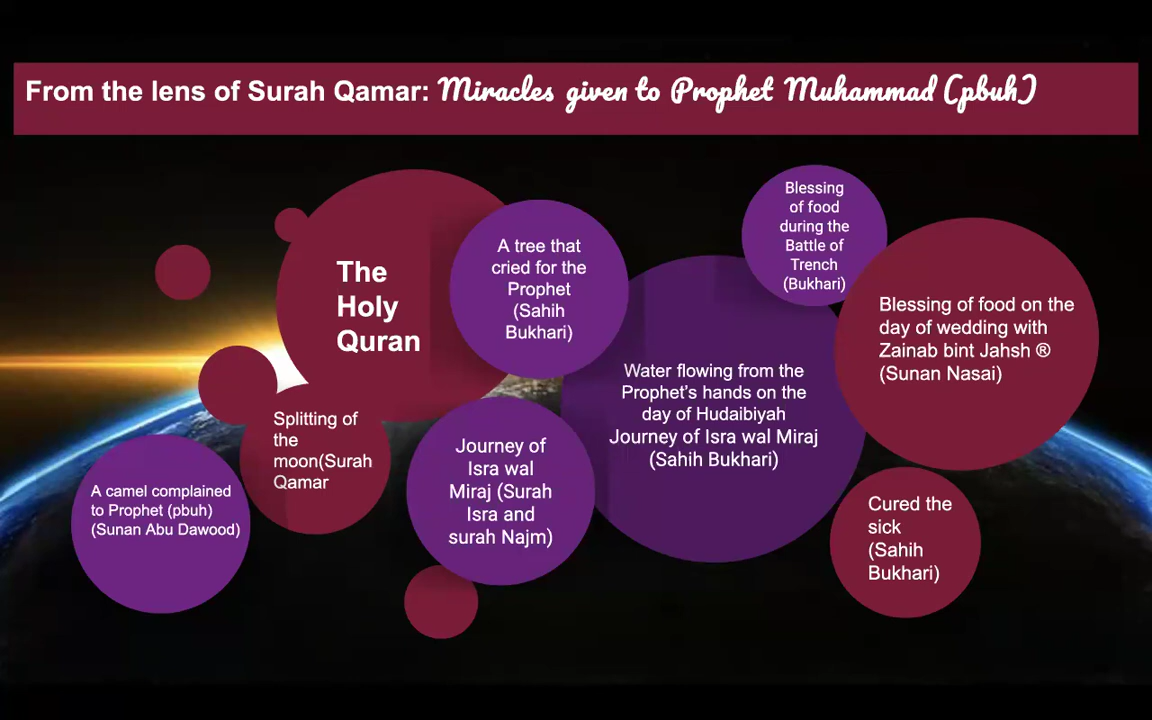 From the lens of Surah Qamar: Miracles given to Prophet Muhammad (pbuh)
The
Holy
Quran
A tree that
cried for the
Prophet
(Sahih
Bukhari)
Blessing
of food
during the
Battle of
Trench
(Bukhari)
Blessing of food on the
day of wedding with
Zainab bint Jahsh ®
(Sunan Nasai)
Water flowing from the
Prophet’s hands on the
day of Hudaibiyah
Journey of Isra wal Miraj
(Sahih Bukhari)
Splitting of
the
moon(Surah
Qamar
Journey of
Isra wal
Miraj (Surah
Isra and
surah Najm)
A camel complained
to Prophet (pbuh)
(Sunan Abu Dawood)
Cured the
sick
(Sahih
Bukhari)